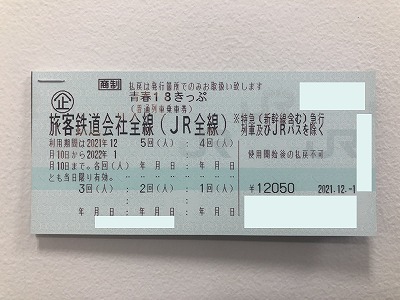 商制 払戻は発行箇所でのみお取扱い致します
企 青春18きっぷ
(普通列車乗車券)
旅客鉄道会社全線(JR全線) ※特急(新幹線含む)急行
列車及びJRバスを除く
利用期間は2021年12 5回(人): 4回(人)
月10日から2022年 1 年 月 日: 年 月 日 使用開始後の払戻不可
月10日まで。各回(人)
とも当日限り有効。
3回(人): 2回(人): 1回(人) ¥12050 2021.12.-1
年 月 日: 年 月 日: 年 月 日